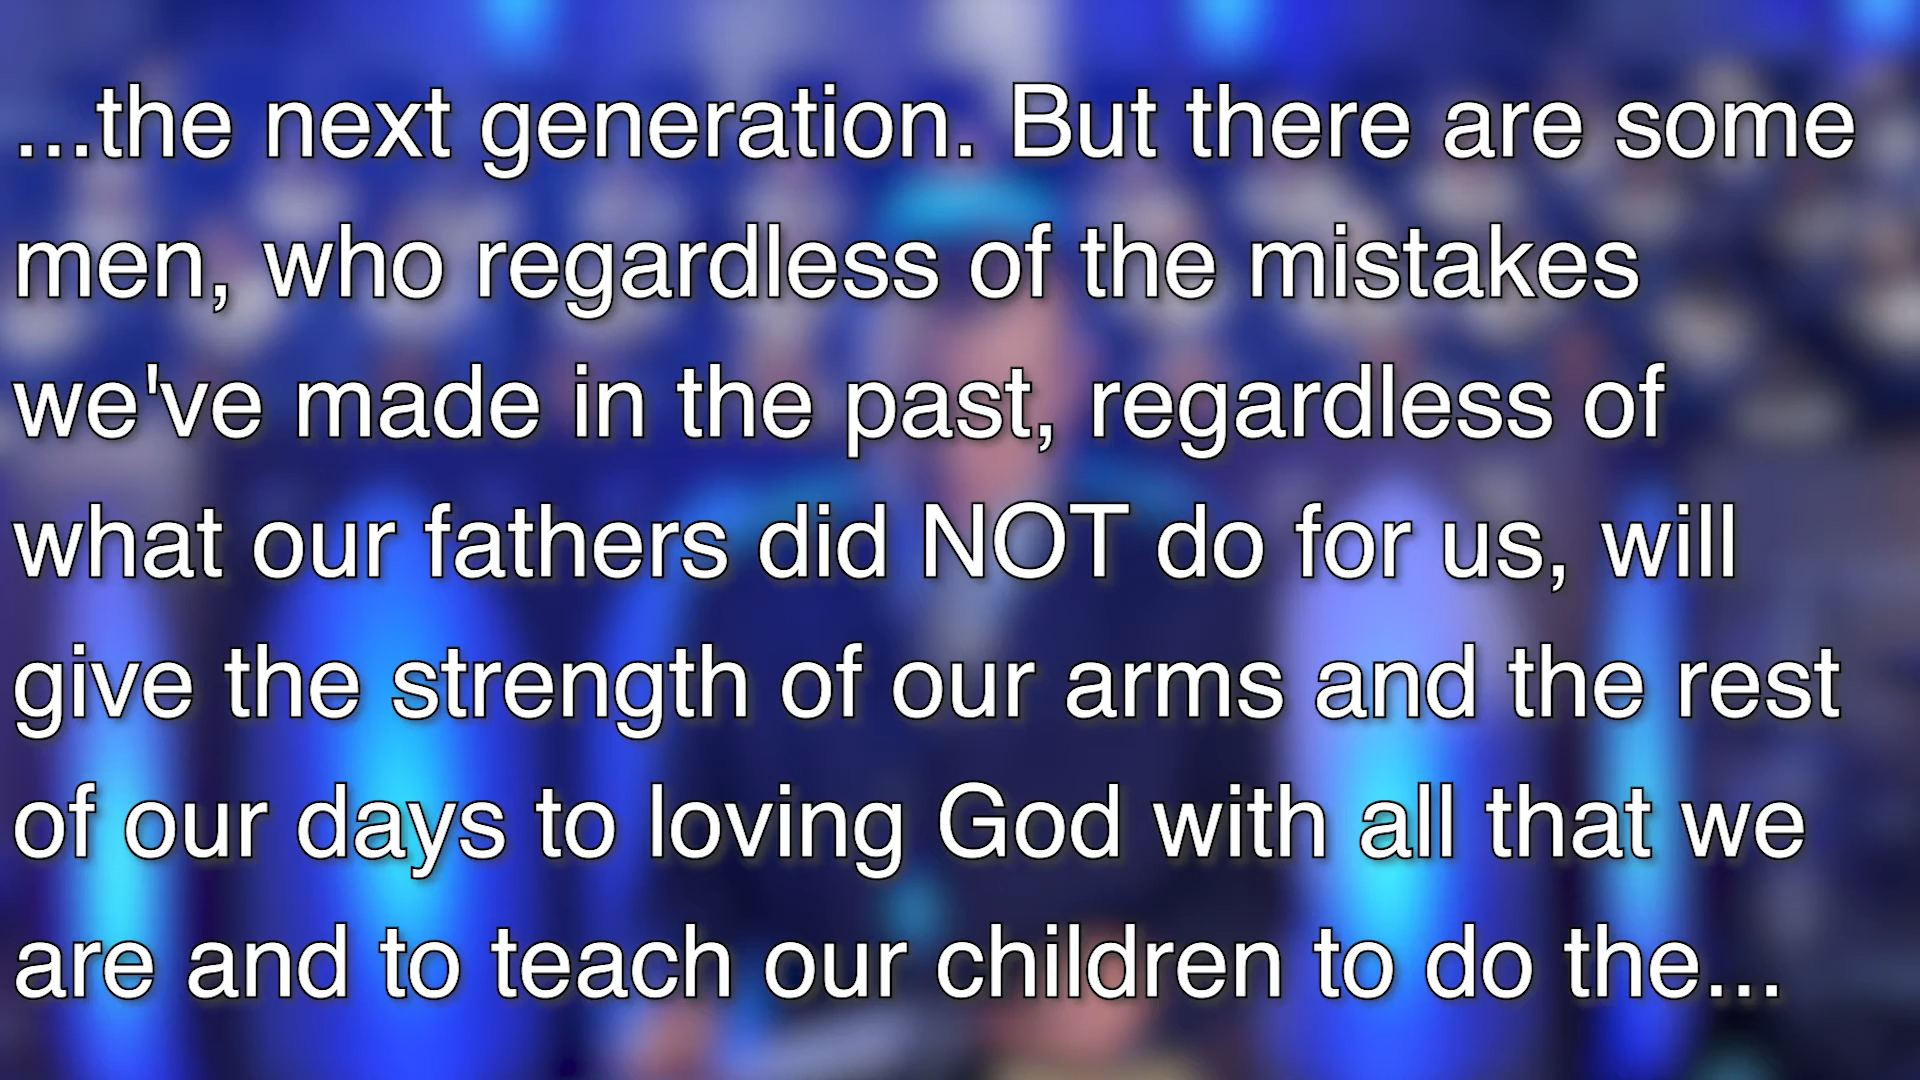 ...the next generation. But there are some
men, who regardless of the mistakes
we've made in the past, regardless of
what our fathers did NOT do for us, will
give the strength of our arms and the rest
of our days to loving God with all that we
are and to teach our children to do the...